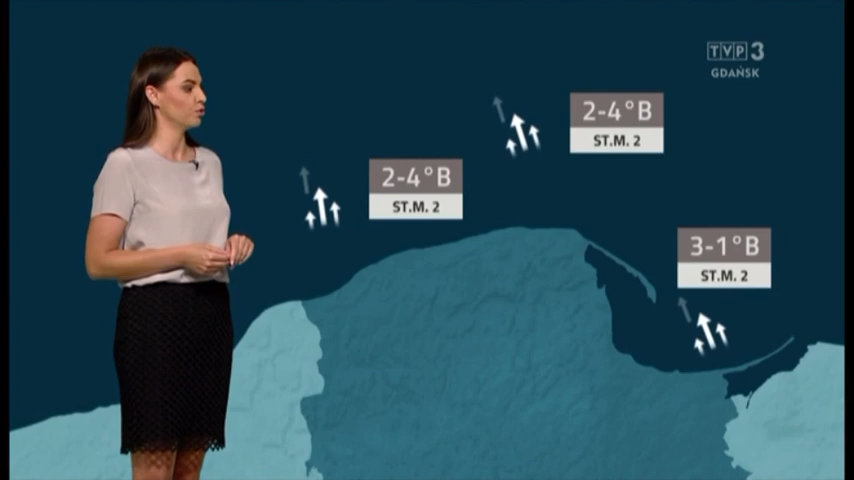 TVP3
GDAŃSK
2-4°B
ST.M. 2
2-4°B
ST.M. 2
3-1°B
ST.M. 2